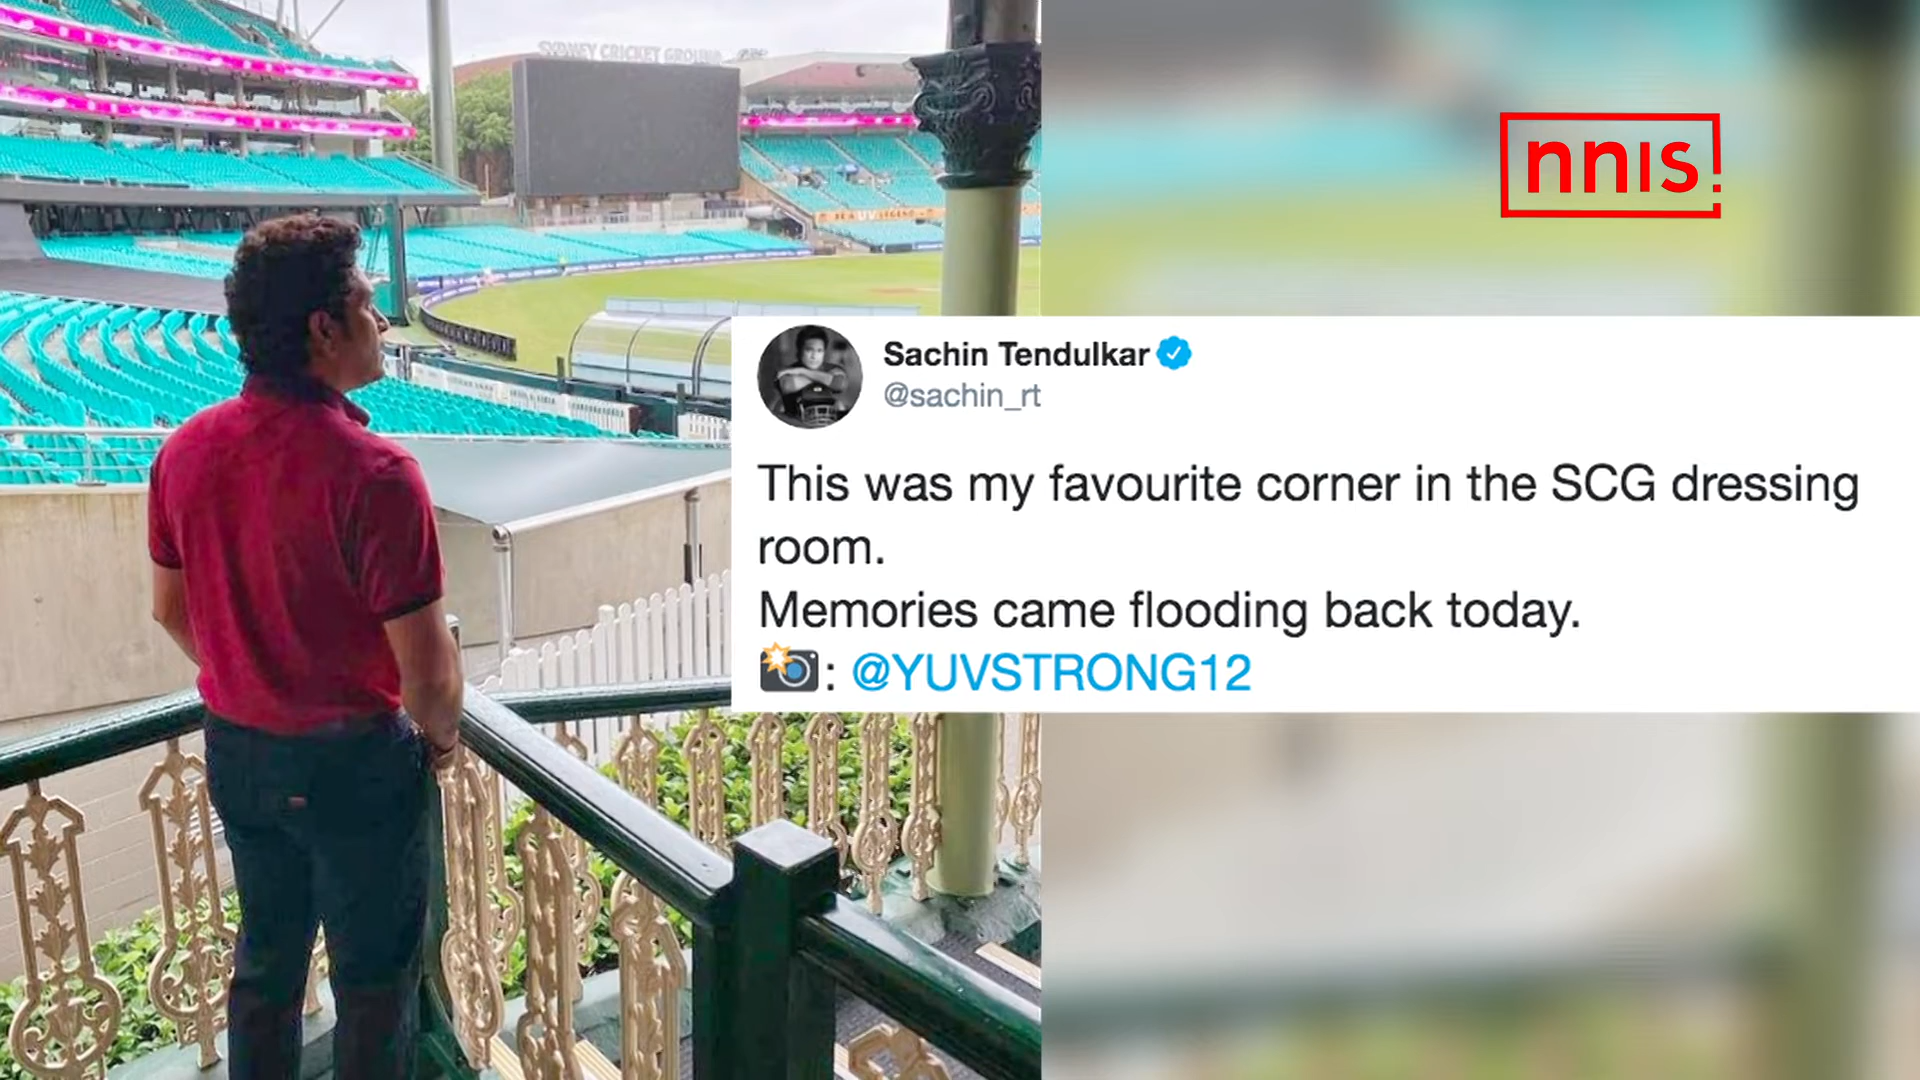 SYDNEY CRICKET GROUND
nnis
Sachin Tendulkar
@sachin_rt
This was my favourite corner in the SCG dressing
room.
Memories came flooding back today.
📸: @YUVSTRONG12